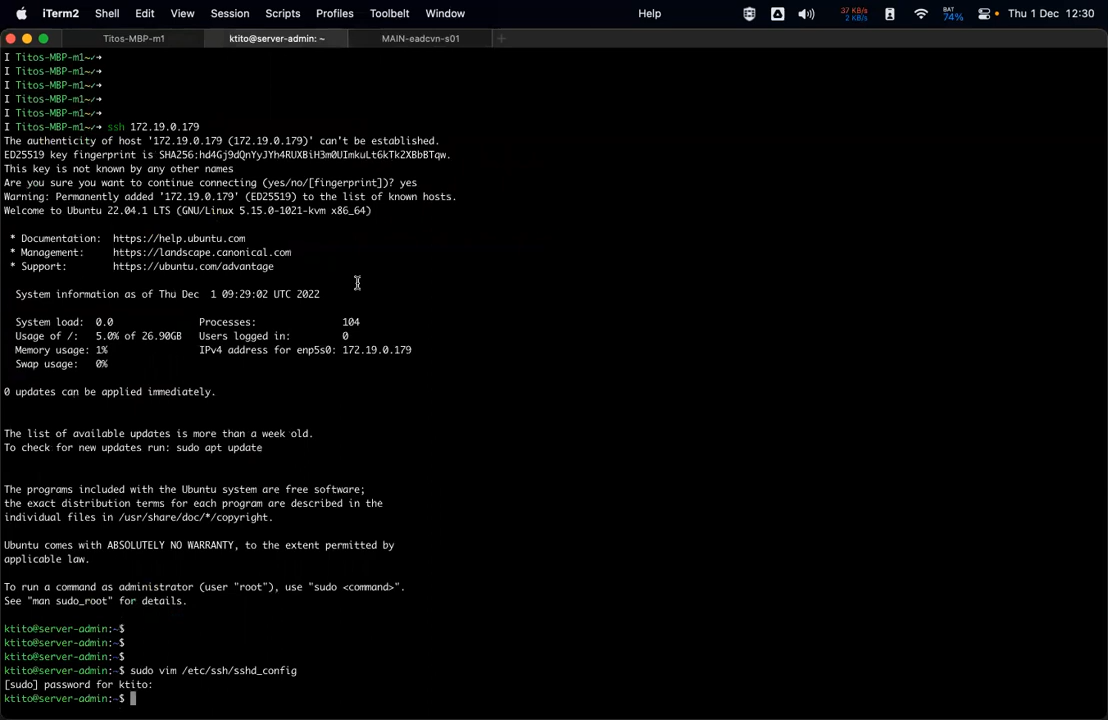 iTerm2 Shell Edit View Session Scripts Profiles Toolbelt Window Help 37 KB/s 2 KB/s BAT 74% Thu 1 Dec 12:30
Titos-MBP-m1 ktito@server-admin: ~ MAIN-eadcvn-s01 +
I Titos-MBP-m1~✓➜
I Titos-MBP-m1~✓➜
I Titos-MBP-m1~✓➜
I Titos-MBP-m1~✓➜
I Titos-MBP-m1~✓➜
I Titos-MBP-m1~✓➜ ssh 172.19.0.179
The authenticity of host '172.19.0.179 (172.19.0.179)' can't be established.
ED25519 key fingerprint is SHA256:hd4Gj9dQnYyJYh4RUXBiH3m0UImkuLt6kTk2XBbBTqw.
This key is not known by any other names
Are you sure you want to continue connecting (yes/no/[fingerprint])? yes
Warning: Permanently added '172.19.0.179' (ED25519) to the list of known hosts.
Welcome to Ubuntu 22.04.1 LTS (GNU/Linux 5.15.0-1021-kvm x86_64)
* Documentation: https://help.ubuntu.com
* Management: https://landscape.canonical.com
* Support: https://ubuntu.com/advantage
System information as of Thu Dec 1 09:29:02 UTC 2022
System load: 0.0 Processes: 104
Usage of /: 5.0% of 26.90GB Users logged in: 0
Memory usage: 1% IPv4 address for enp5s0: 172.19.0.179
Swap usage: 0%
0 updates can be applied immediately.
The list of available updates is more than a week old.
To check for new updates run: sudo apt update
The programs included with the Ubuntu system are free software;
the exact distribution terms for each program are described in the
individual files in /usr/share/doc/*/copyright.
Ubuntu comes with ABSOLUTELY NO WARRANTY, to the extent permitted by
applicable law.
To run a command as administrator (user "root"), use "sudo <command>".
See "man sudo_root" for details.
ktito@server-admin:~$
ktito@server-admin:~$
ktito@server-admin:~$
ktito@server-admin:~$ sudo vim /etc/ssh/sshd_config
[sudo] password for ktito:
ktito@server-admin:~$